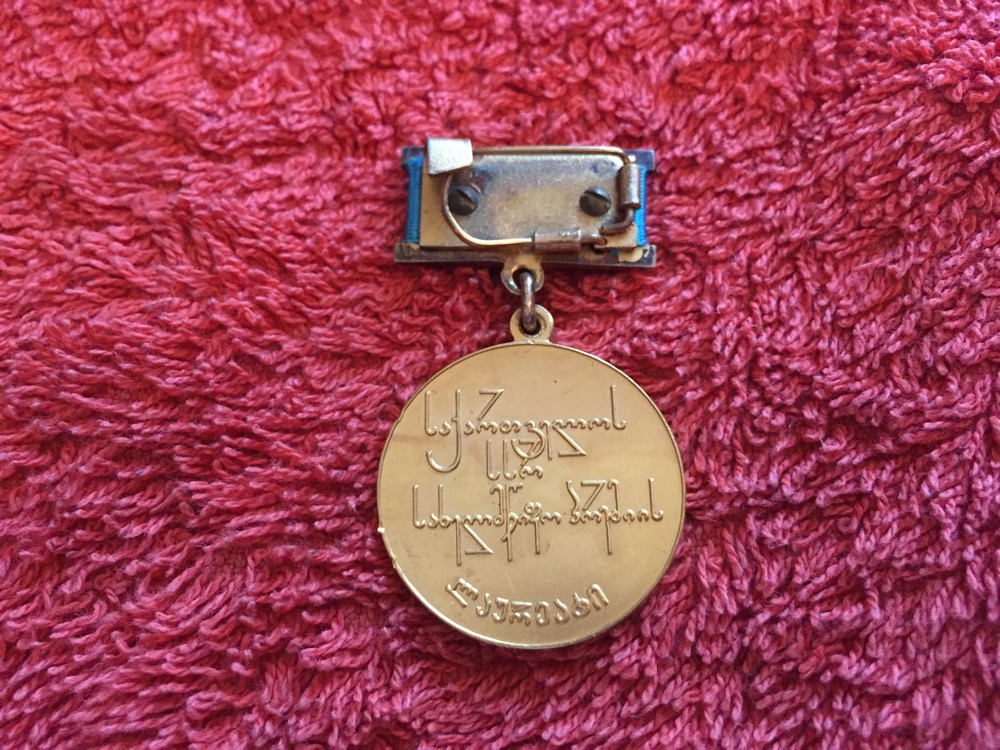 საქართველოს
სსრ
სახელმწიფო პრემიის
ლაურეატი